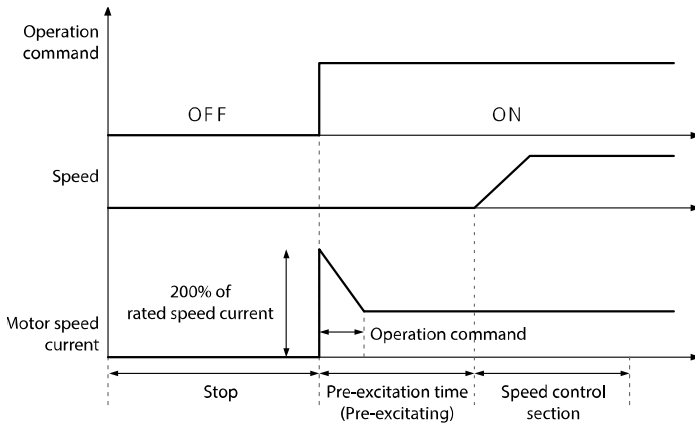 Operation
command
OFF
ON
Speed
200% of
rated speed current
Motor speed
current
Operation command
Stop
Pre-excitation time
(Pre-excitating)
Speed control
section